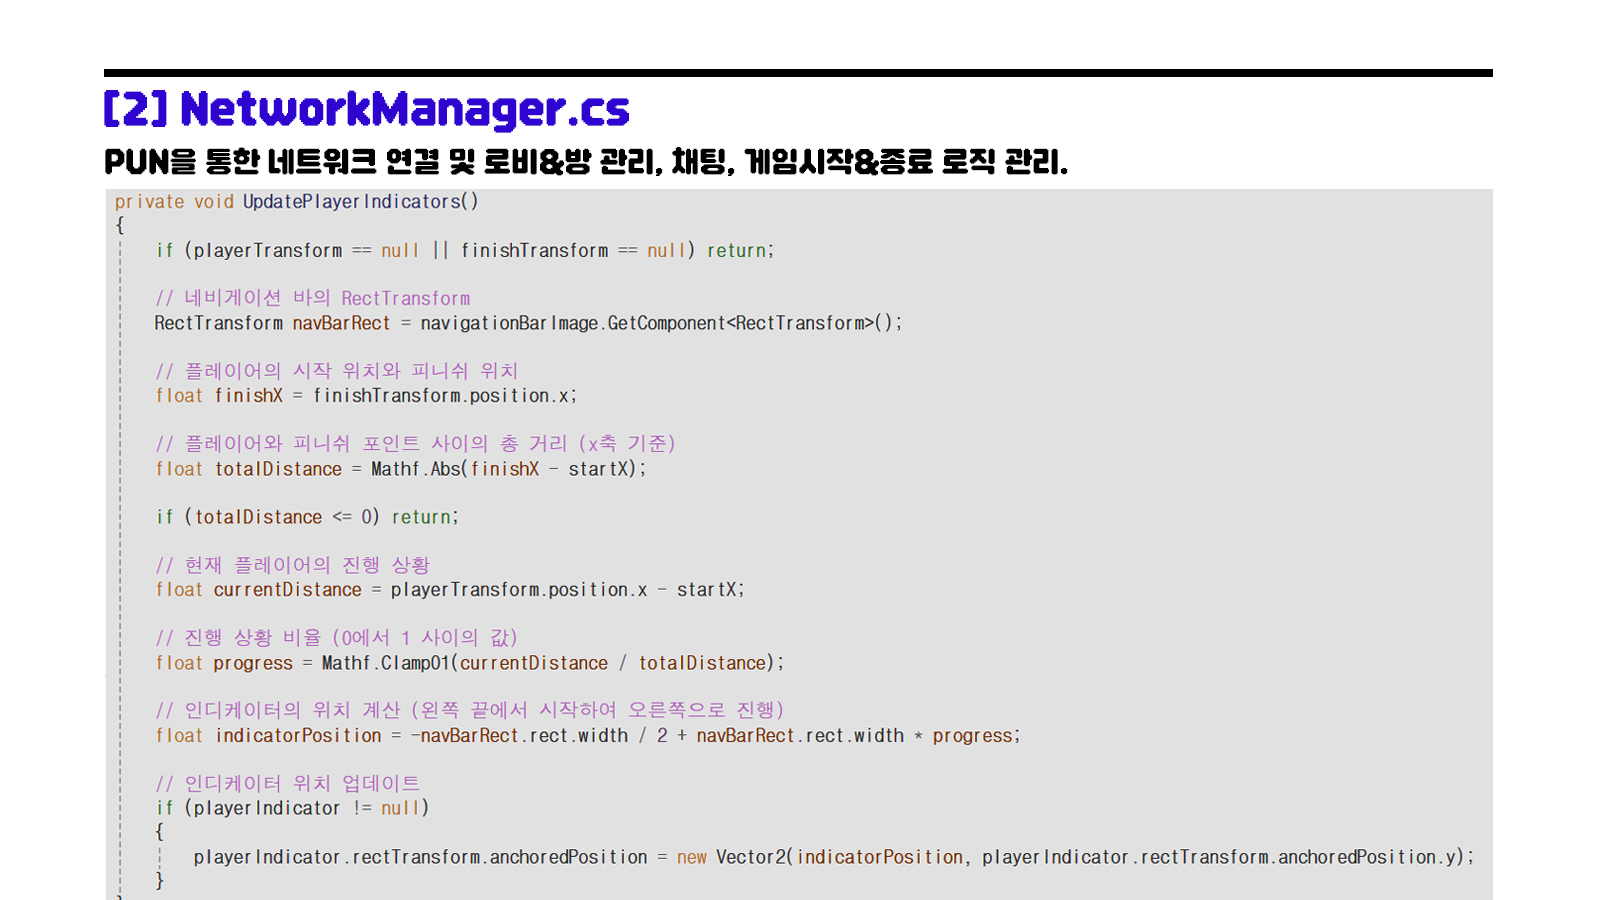 [2] NetworkManager.cs
PUN을 통한 네트워크 연결 및 로비&방 관리, 채팅, 게임시작&종료 로직 관리.
private void UpdatePlayerIndicators()
{
if (playerTransform == null || finishTransform == null) return;
// 네비게이션 바의 RectTransform
RectTransform navBarRect = navigationBarImage.GetComponent<RectTransform>();
// 플레이어의 시작 위치와 피니쉬 위치
float finishX = finishTransform.position.x;
// 플레이어와 피니쉬 포인트 사이의 총 거리 (x축 기준)
float totalDistance = Mathf.Abs(finishX - startX);
if (totalDistance <= 0) return;
// 현재 플레이어의 진행 상황
float currentDistance = playerTransform.position.x - startX;
// 진행 상황 비율 (0에서 1 사이의 값)
float progress = Mathf.Clamp01(currentDistance / totalDistance);
// 인디케이터의 위치 계산 (왼쪽 끝에서 시작하여 오른쪽으로 진행)
float indicatorPosition = -navBarRect.rect.width / 2 + navBarRect.rect.width * progress;
// 인디케이터 위치 업데이트
if (playerIndicator != null)
{
playerIndicator.rectTransform.anchoredPosition = new Vector2(indicatorPosition, playerIndicator.rectTransform.anchoredPosition.y);
}